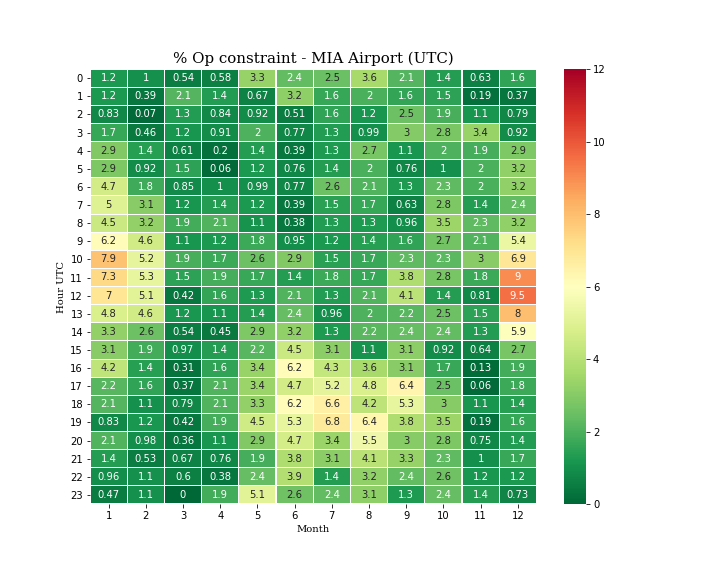 % Op constraint - MIA Airport (UTC)
Hour UTC
0 1.2 1 0.54 0.58 3.3 2.4 2.5 3.6 2.1 1.4 0.63 1.6
1 1.2 0.39 2.1 1.4 0.67 3.2 1.6 2 1.6 1.5 0.19 0.37
2 0.83 0.07 1.3 0.84 0.92 0.51 1.6 1.2 2.5 1.9 1.1 0.79
3 1.7 0.46 1.2 0.91 2 0.77 1.3 0.99 3 2.8 3.4 0.92
4 2.9 1.4 0.61 0.2 1.4 0.39 1.3 2.7 1.1 2 1.9 2.9
5 2.9 0.92 1.5 0.06 1.2 0.76 1.4 2 0.76 1 2 3.2
6 4.7 1.8 0.85 1 0.99 0.77 2.6 2.1 1.3 2.3 2 3.2
7 5 3.1 1.2 1.4 1.2 0.39 1.5 1.7 0.63 2.8 1.4 2.4
8 4.5 3.2 1.9 2.1 1.1 0.38 1.3 1.3 0.96 3.5 2.3 3.2
9 6.2 4.6 1.1 1.2 1.8 0.95 1.2 1.4 1.6 2.7 2.1 5.4
10 7.9 5.2 1.9 1.7 2.6 2.9 1.5 1.7 2.3 2.3 3 6.9
11 7.3 5.3 1.5 1.9 1.7 1.4 1.8 1.7 3.8 2.8 1.8 9
12 7 5.1 0.42 1.6 1.3 2.1 1.3 2.1 4.1 1.4 0.81 9.5
13 4.8 4.6 1.2 1.1 1.4 2.4 0.96 2 2.2 2.5 1.5 8
14 3.3 2.6 0.54 0.45 2.9 3.2 1.3 2.2 2.4 2.4 1.3 5.9
15 3.1 1.9 0.97 1.4 2.2 4.5 3.1 1.1 3.1 0.92 0.64 2.7
16 4.2 1.4 0.31 1.6 3.4 6.2 4.3 3.6 3.1 1.7 0.13 1.9
17 2.2 1.6 0.37 2.1 3.4 4.7 5.2 4.8 6.4 2.5 0.06 1.8
18 2.1 1.1 0.79 2.1 3.3 6.2 6.6 4.2 5.3 3 1.1 1.4
19 0.83 1.2 0.42 1.9 4.5 5.3 6.8 6.4 3.8 3.5 0.19 1.6
20 2.1 0.98 0.36 1.1 2.9 4.7 3.4 5.5 3 2.8 0.75 1.4
21 1.4 0.53 0.67 0.76 1.9 3.8 3.1 4.1 3.3 2.3 1 1.7
22 0.96 1.1 0.6 0.38 2.4 3.9 1.4 3.2 2.4 2.6 1.2 1.2
23 0.47 1.1 0 1.9 5.1 2.6 2.4 3.1 1.3 2.4 1.4 0.73
1 2 3 4 5 6 7 8 9 10 11 12
Month
12
10
8
6
4
2
0